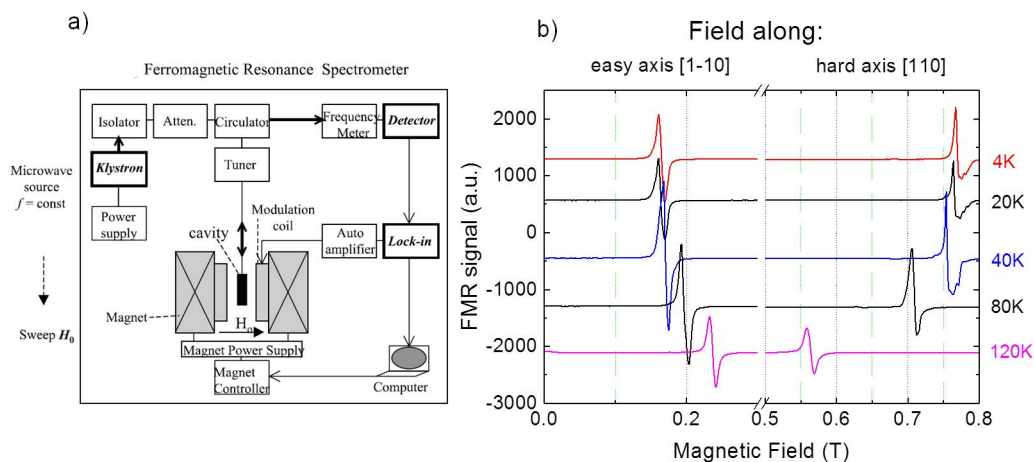 a)
Ferromagnetic Resonance Spectrometer
Isolator
Atten.
Circulator
Frequency
Meter
Detector
Klystron
Tuner
Microwave
source
f = const
Power
supply
Modulation
coil
cavity
Auto
amplifier
Lock-in
Magnet
H₀
Sweep H₀
Magnet Power Supply
Magnet
Controller
Computer
b)
Field along:
easy axis [1-10]
hard axis [110]
FMR signal (a.u.)
2000
1000
0
-1000
-2000
-3000
4K
20K
40K
80K
120K
0.0
0.2
0.5
0.6
0.7
0.8
Magnetic Field (T)